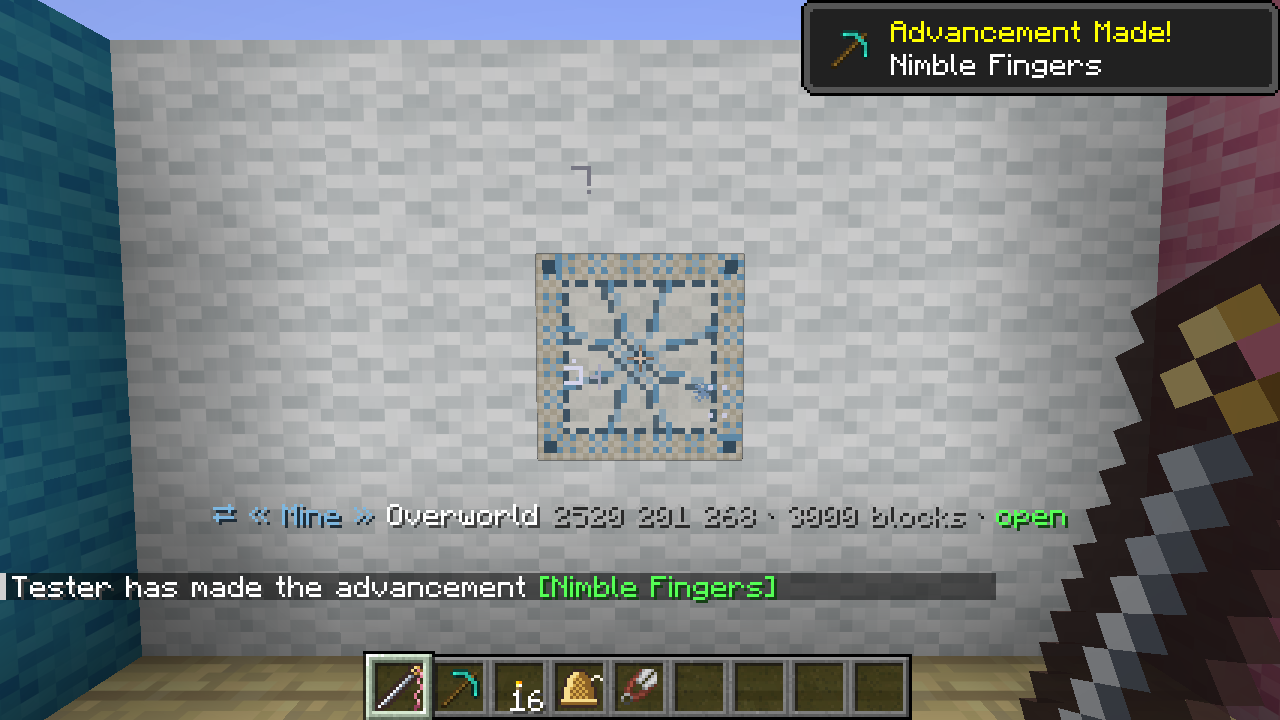 Advancement Made!
Nimble Fingers
⇄ « Mine » Overworld 2529 201 268 · 3000 blocks · open
Tester has made the advancement [Nimble Fingers]
16